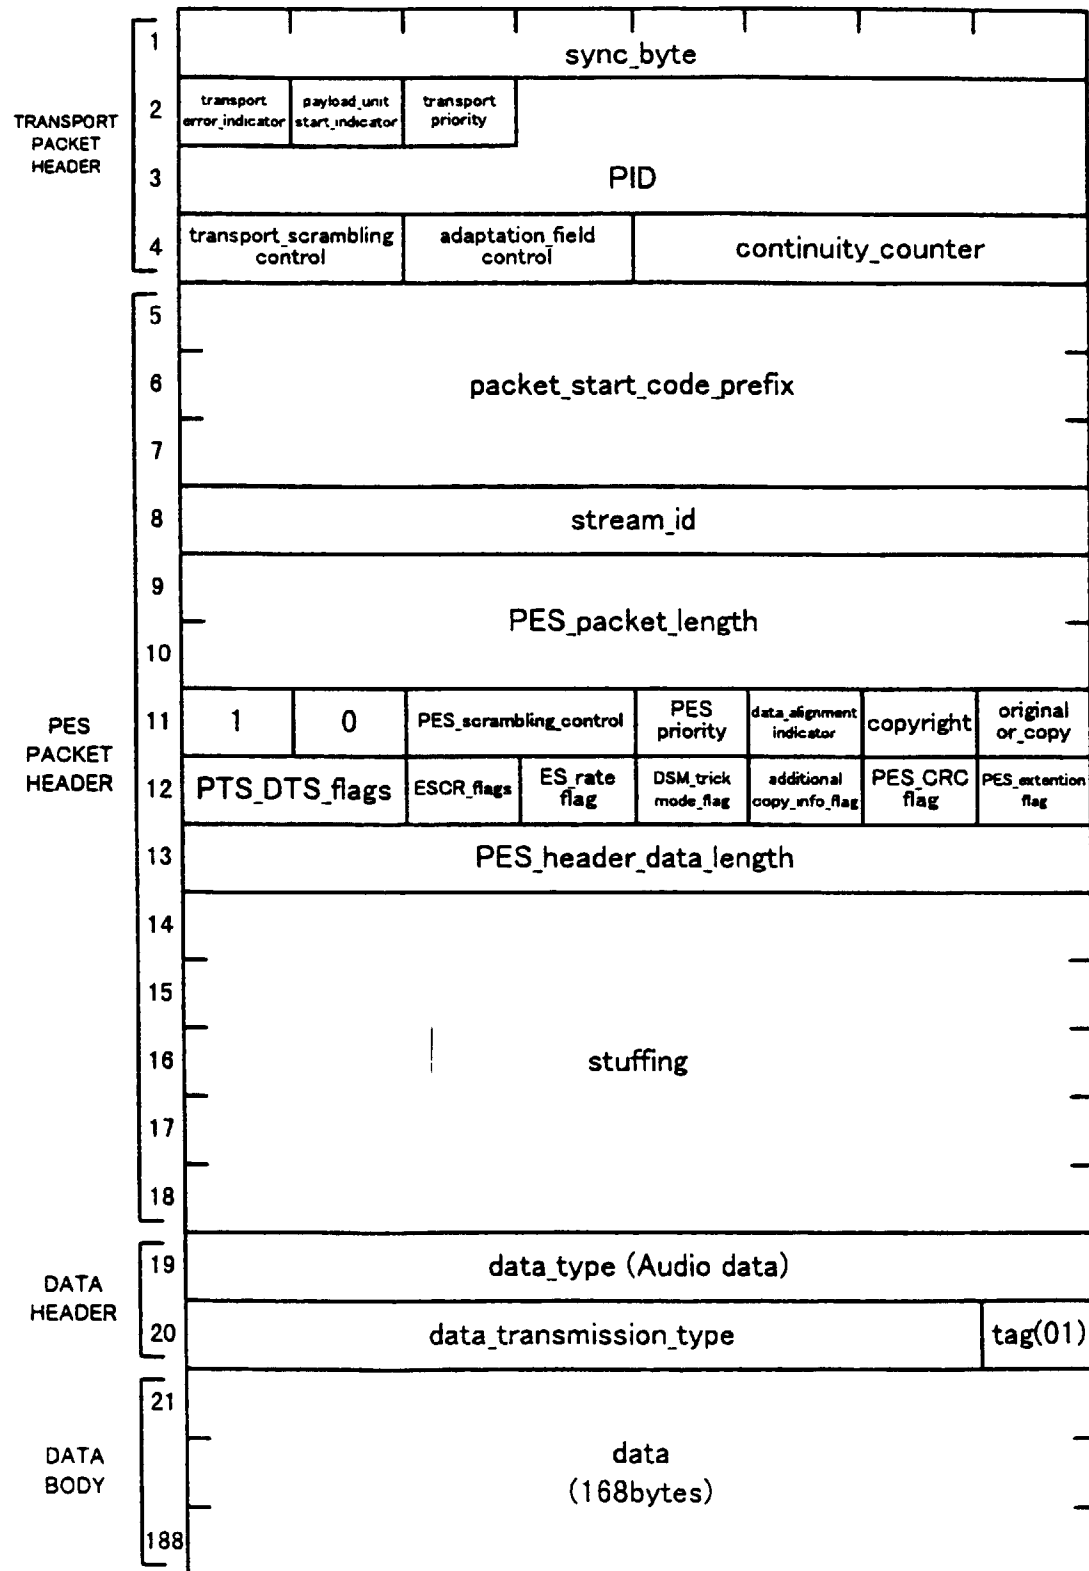 1
sync_byte
TRANSPORT
PACKET
HEADER
2
transport
error_indicator
payload_unit
start_indicator
transport
priority
3
PID
4
transport_scrambling
control
adaptation_field
control
continuity_counter
5
6
packet_start_code_prefix
7
8
stream_id
9
PES_packet_length
10
PES
PACKET
HEADER
11
1
0
PES_scrambling_control
PES
priority
data_alignment
indicator
copyright
original
or_copy
12
PTS_DTS_flags
ESCR_flags
ES_rate
flag
DSM_trick
mode_flag
additional
copy_info_flag
PES_CRC
flag
PES_extention
flag
13
PES_header_data_length
14
15
16
stuffing
17
18
DATA
HEADER
19
data_type (Audio data)
20
data_transmission_type
tag(01)
21
DATA
BODY
data
(168bytes)
188